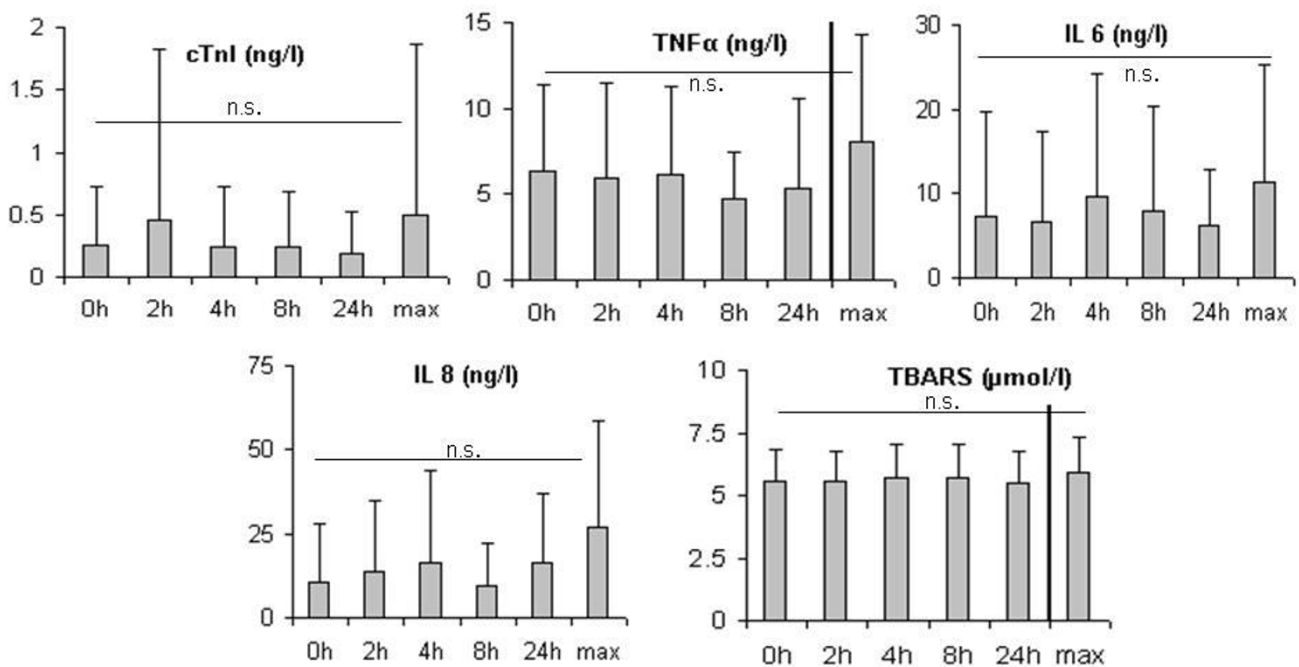 cTnI (ng/l)
2
1.5
1
0.5
0
n.s.
0h 2h 4h 8h 24h max
TNFα (ng/l)
15
10
5
0
n.s.
0h 2h 4h 8h 24h max
IL 6 (ng/l)
30
20
10
0
n.s.
0h 2h 4h 8h 24h max
IL 8 (ng/l)
75
50
25
0
n.s.
0h 2h 4h 8h 24h max
TBARS (µmol/l)
10
7.5
5
2.5
0
n.s.
0h 2h 4h 8h 24h max